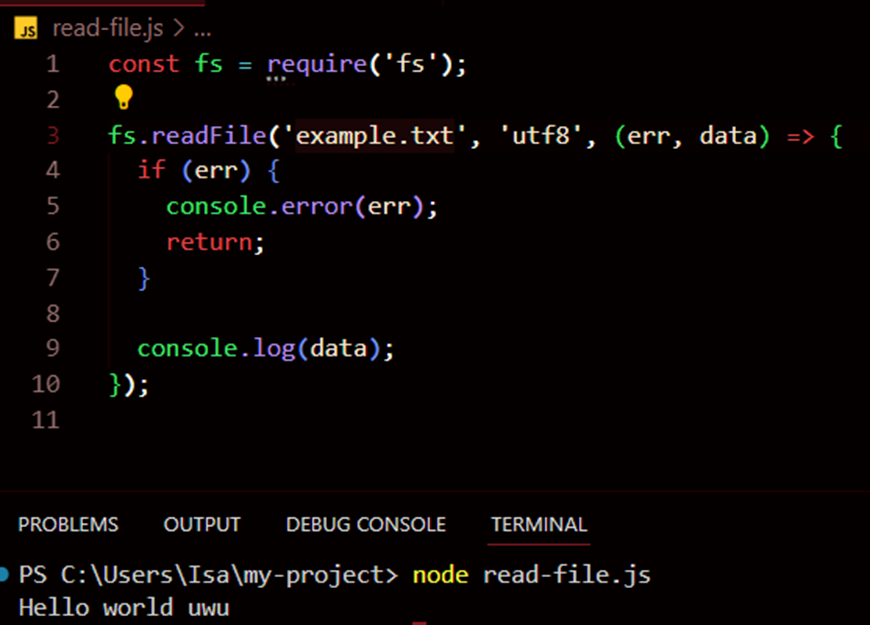 JS read-file.js > ...
1 const fs = require('fs');
2
3 fs.readFile('example.txt', 'utf8', (err, data) => {
4 if (err) {
5 console.error(err);
6 return;
7 }
8
9 console.log(data);
10 });
11
PROBLEMS OUTPUT DEBUG CONSOLE TERMINAL
PS C:\Users\Isa\my-project> node read-file.js
Hello world uwu